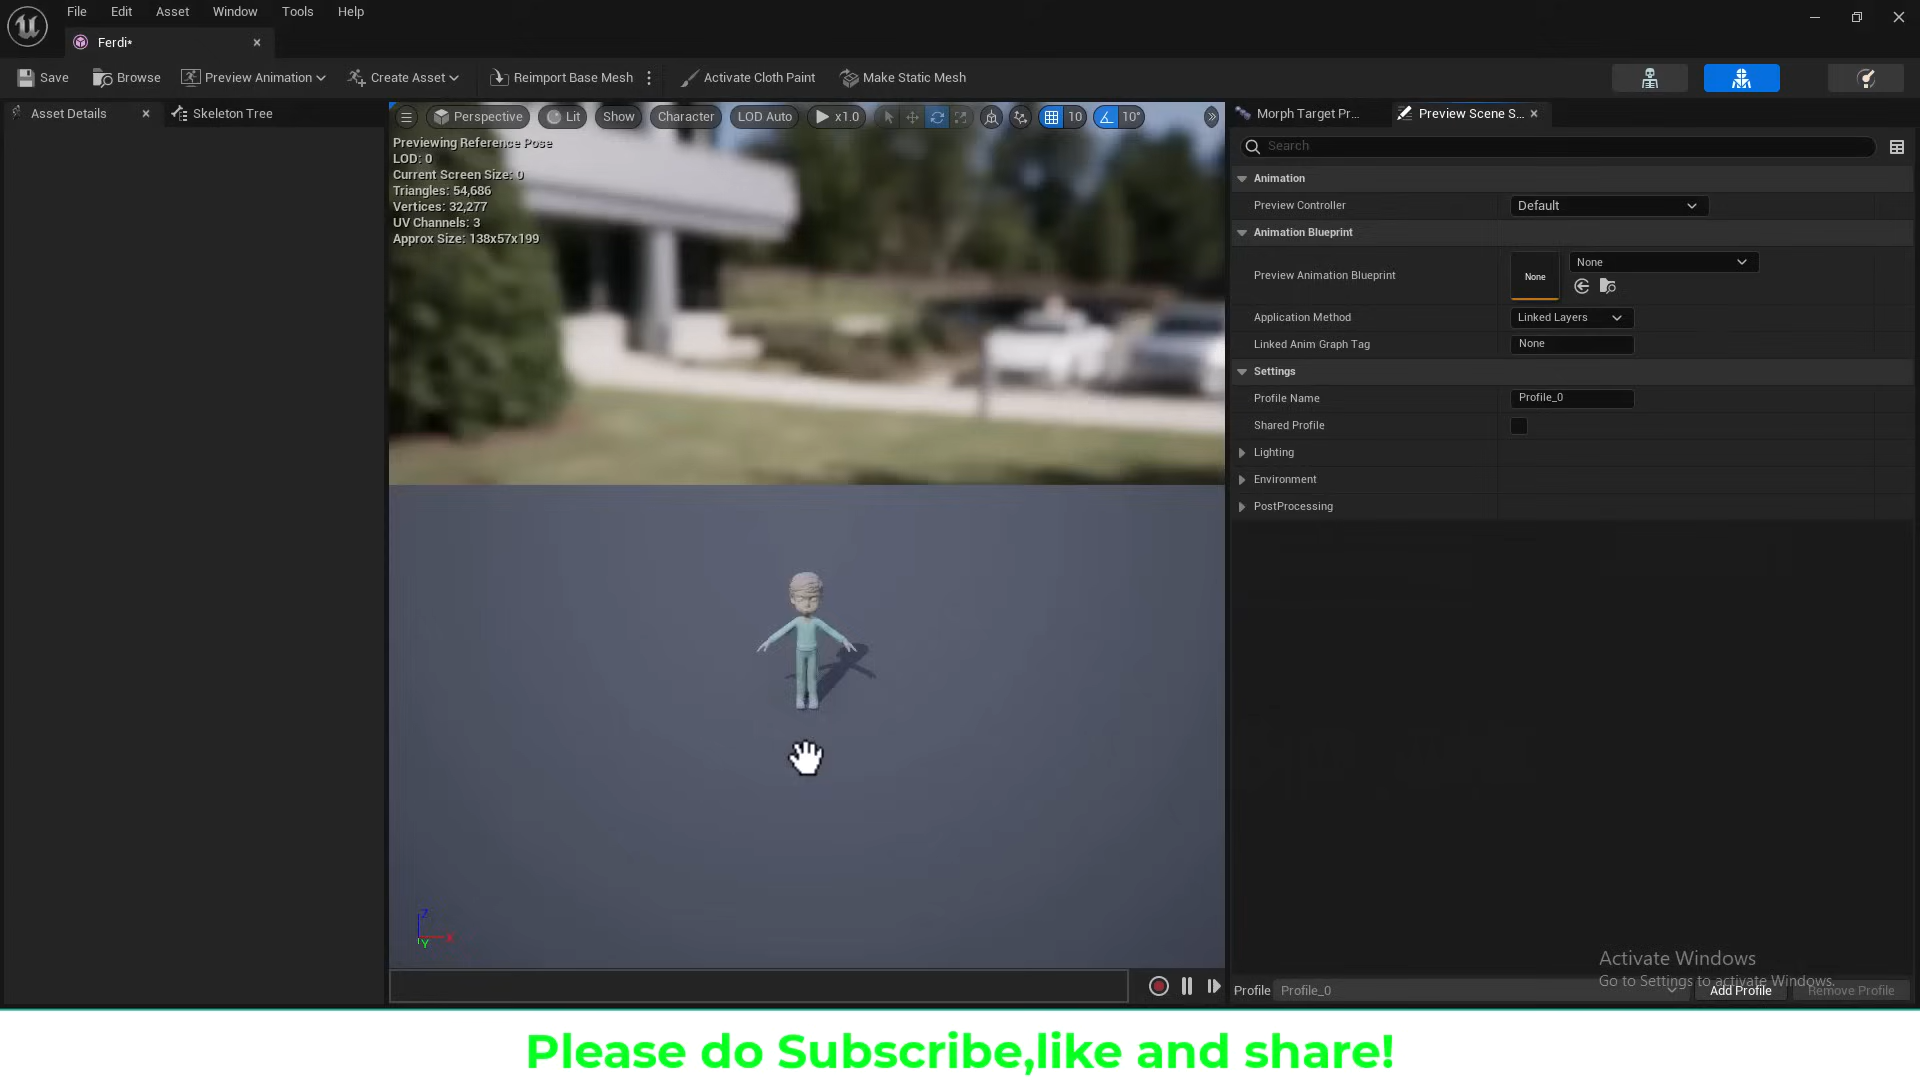 File Edit Asset Window Tools Help
Ferdi*
Save Browse Preview Animation Create Asset Reimport Base Mesh Activate Cloth Paint Make Static Mesh
Asset Details Skeleton Tree
Perspective Lit Show Character LOD Auto x1.0 10 10°
Previewing Reference Pose
LOD: 0
Current Screen Size: 0
Triangles: 54,686
Vertices: 32,277
UV Channels: 3
Approx Size: 138x57x199
Z
X
Y
Morph Target Pr... Preview Scene S...
Search
Animation
Preview Controller Default
Animation Blueprint
Preview Animation Blueprint None None
Application Method Linked Layers
Linked Anim Graph Tag None
Settings
Profile Name Profile_0
Shared Profile
Lighting
Environment
PostProcessing
Activate Windows
Go to Settings to activate Windows.
Profile Profile_0 Add Profile Remove Profile
Please do Subscribe,like and share!